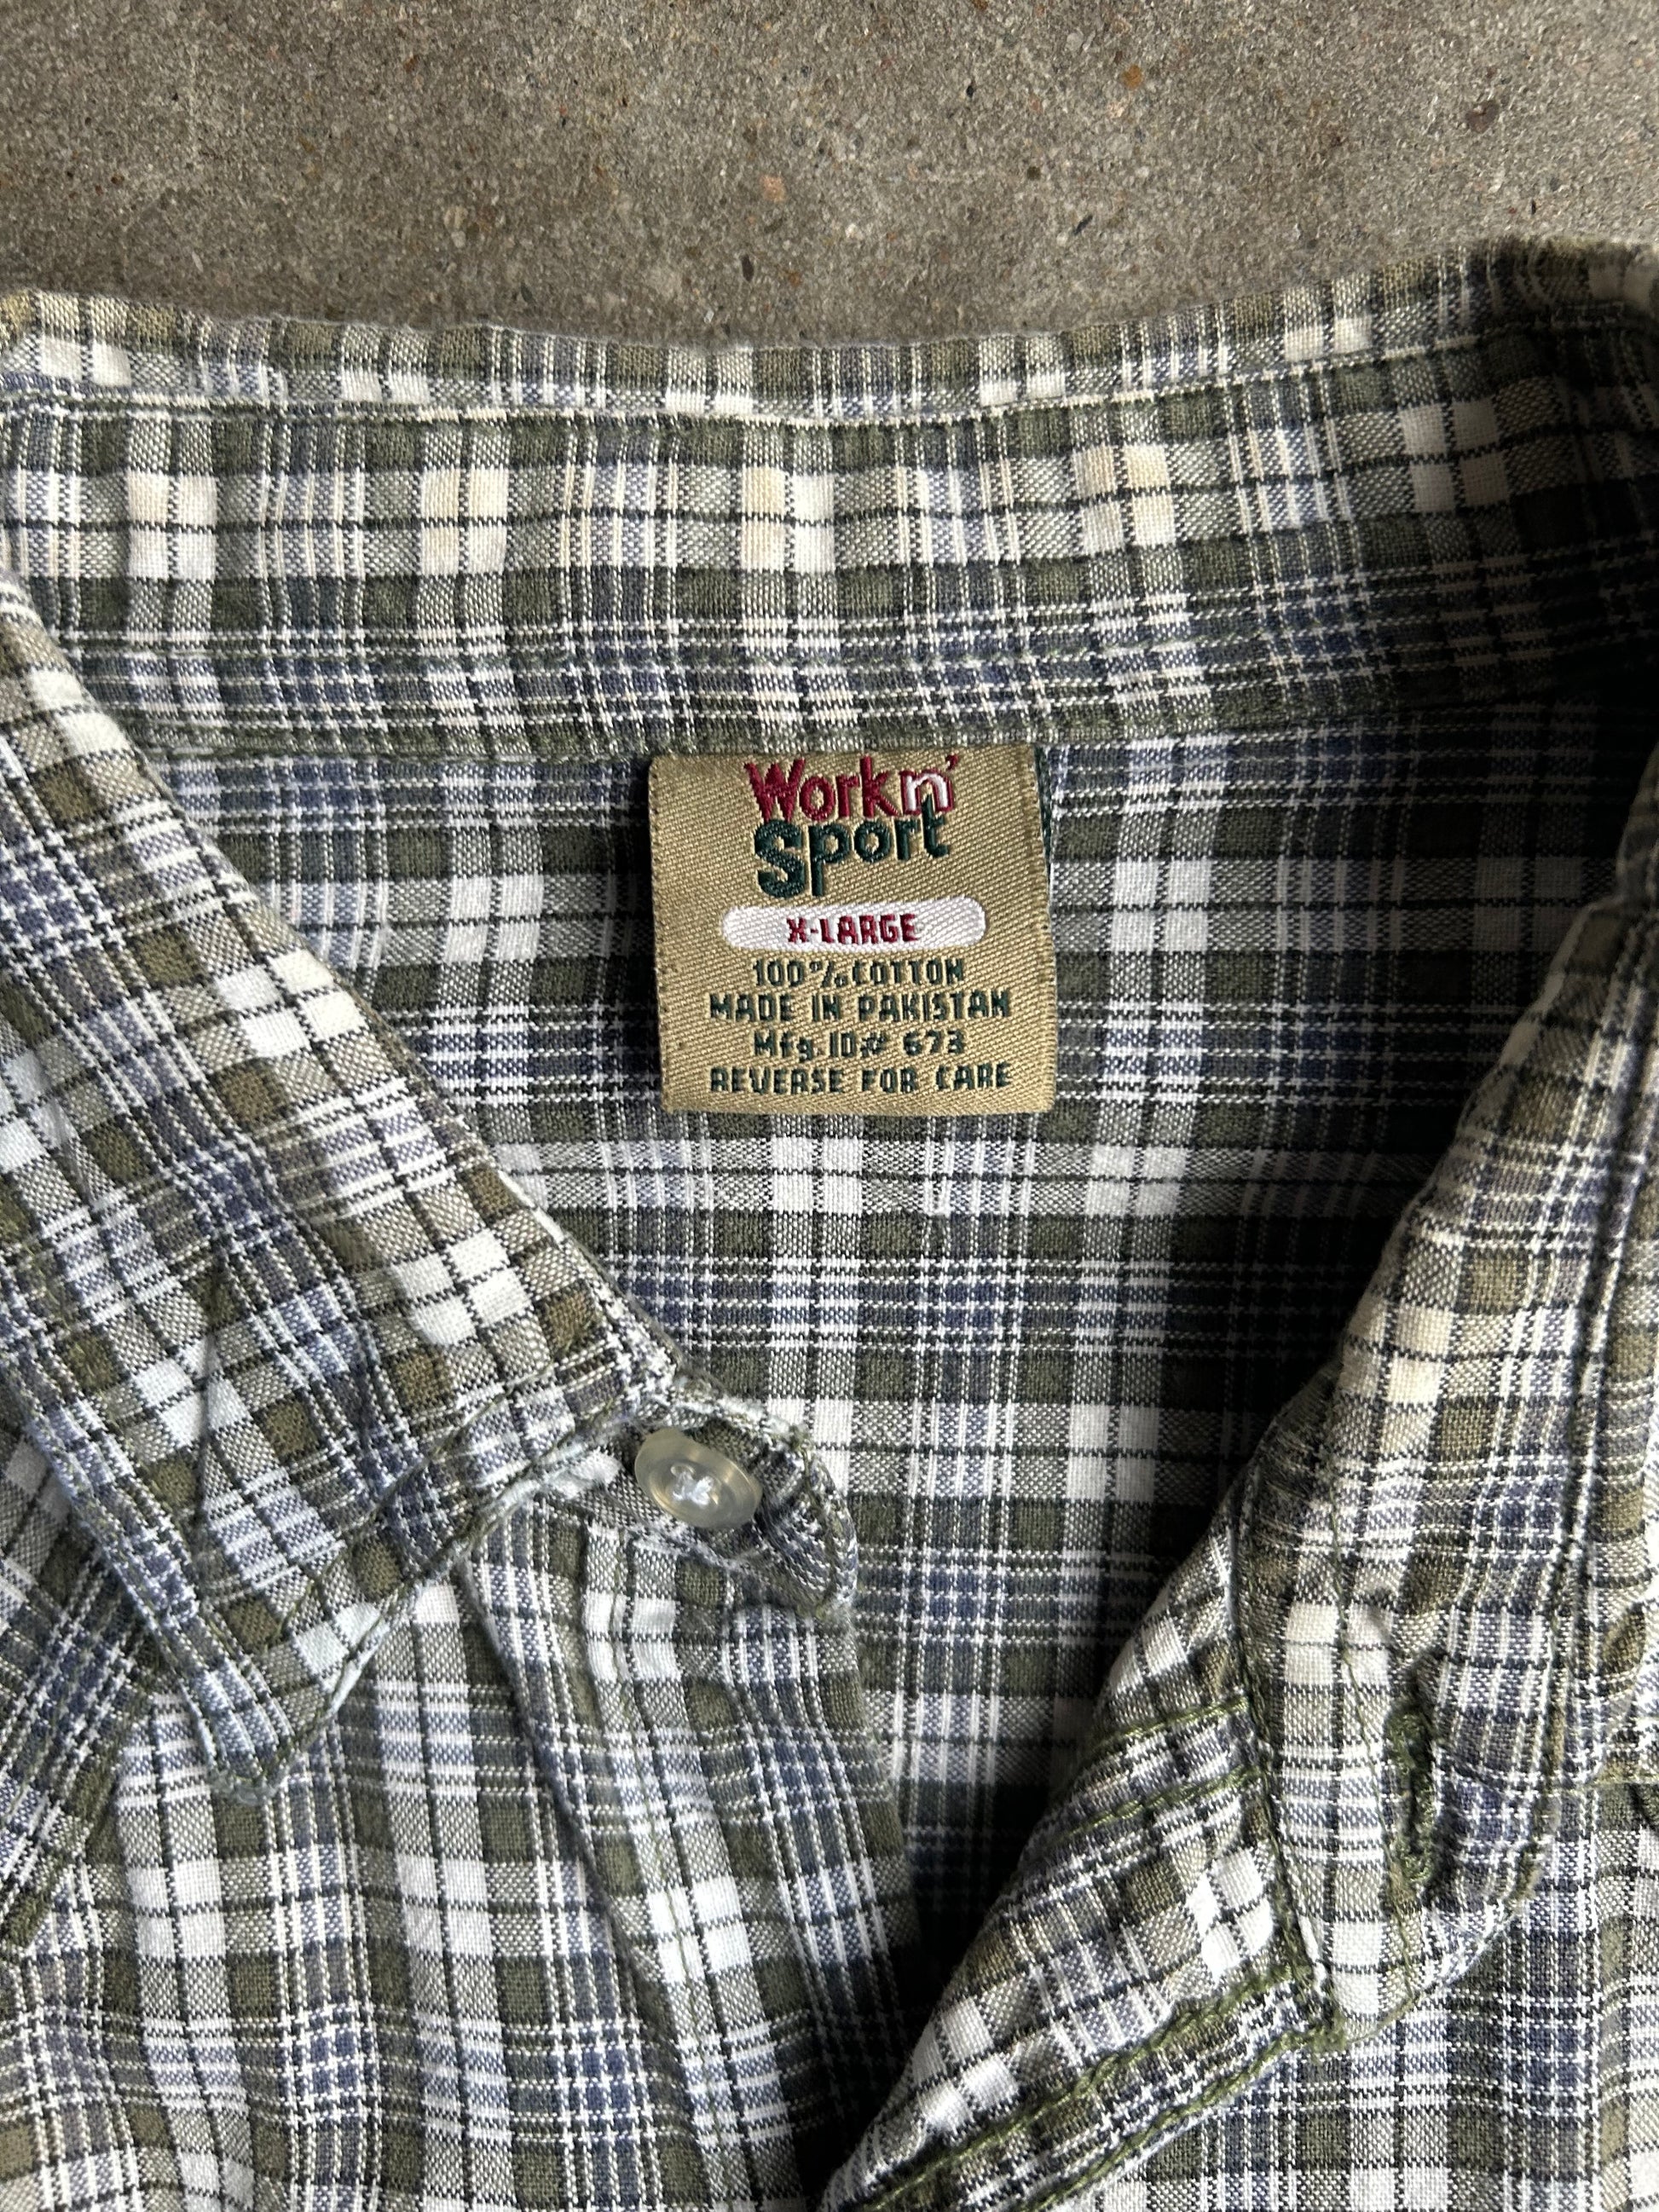 Work n'
Sport
X-LARGE
100% COTTON
MADE IN PAKISTAN
Mfg. ID# 673
REVERSE FOR CARE